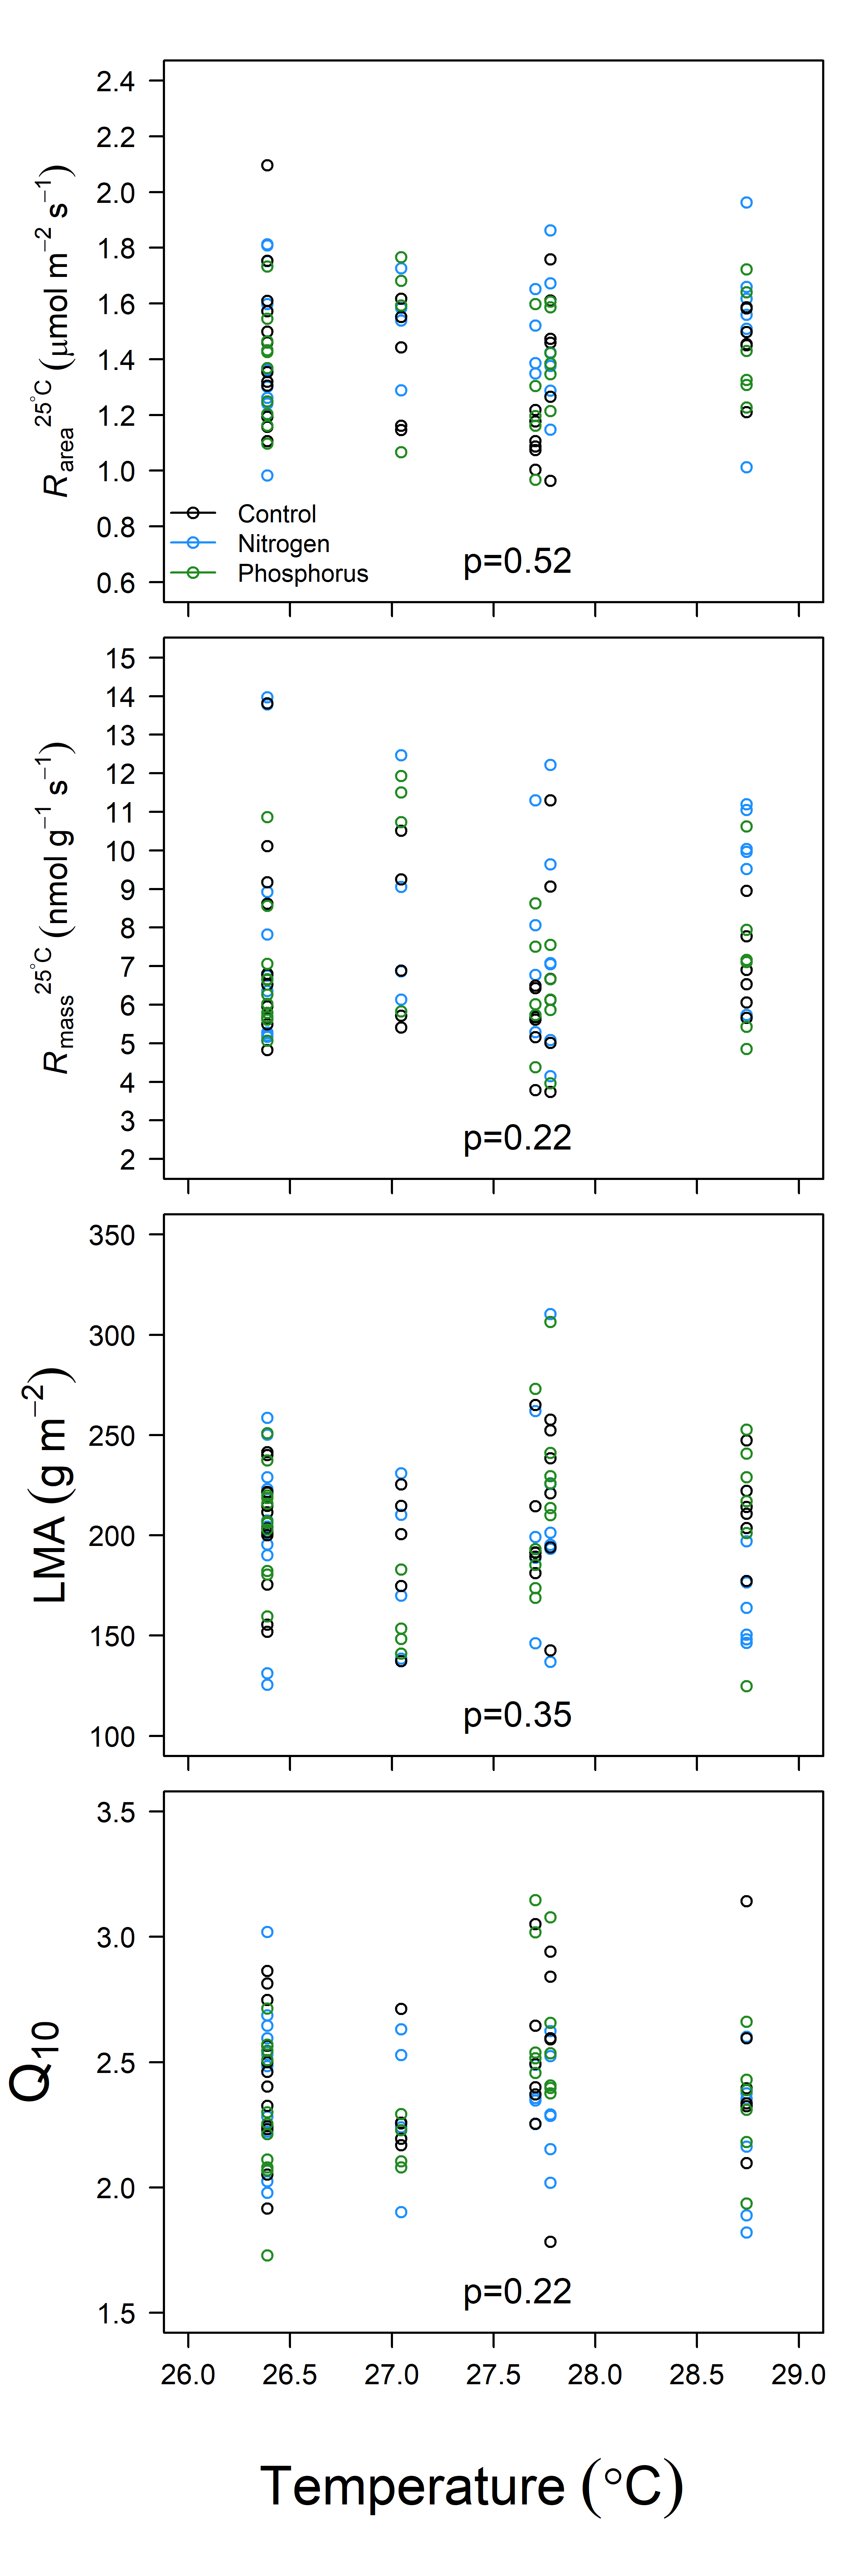 2.4
2.2
2.0
1.8
1.6
1.4
1.2
1.0
0.8
0.6
R area 25°C (μmol m−2 s−1)
Control
Nitrogen
Phosphorus
p=0.52
15
14
13
12
11
10
9
8
7
6
5
4
3
2
R mass 25°C (nmol g−1 s−1)
p=0.22
350
300
250
200
150
100
LMA (g m−2)
p=0.35
3.5
3.0
2.5
2.0
1.5
Q10
p=0.22
26.0 26.5 27.0 27.5 28.0 28.5 29.0
Temperature (°C)